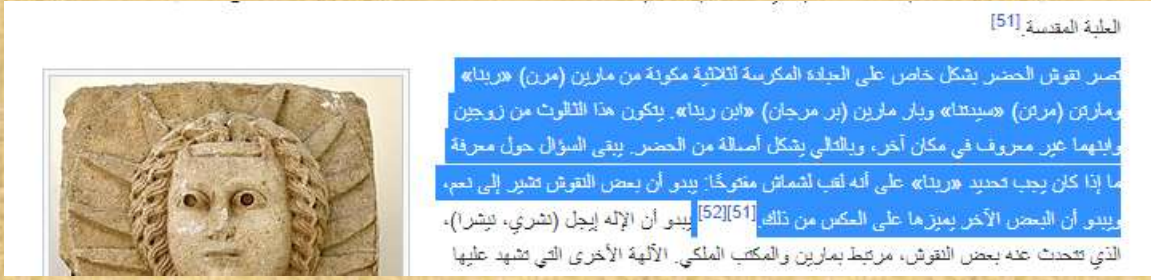 العلبة المقدسة.[51]
تصر نقوش الحضر بشكل خاص على العبادة المكرسة لثلاثية مكونة من مارين (مرن) «ربنا»
ومارتن (مرتن) «سيدتنا» وبار مارين (بر مرجان) «ابن ربنا». يتكون هذا الثالوث من زوجين
وابنهما غير معروف في مكان آخر، وبالتالي يشكل أصالة من الحضر. يبقى السؤال حول معرفة
ما إذا كان يجب تحديد «ربنا» على أنه لقب لشماش مفتوحًا: يبدو أن بعض النقوش تشير إلى نعم،
ويبدو أن البعض الآخر يميزها على العكس من ذلك.[51][52] يبدو أن الإله إيجل (نشري، نيشرا)،
الذي تتحدث عنه بعض النقوش، مرتبط بمارين والمكتب الملكي. الآلهة الأخرى التي تشهد عليها